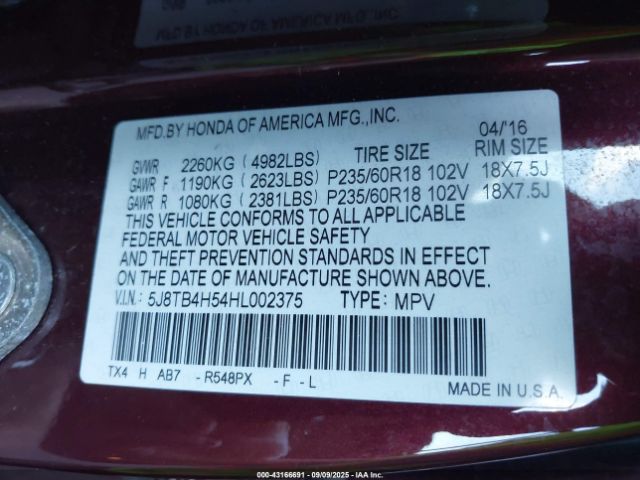 MFD.BY HONDA OF AMERICA MFG.,INC.
04/'16
GVWR 2260KG (4982LBS) TIRE SIZE RIM SIZE
GAWR F 1190KG (2623LBS) P235/60R18 102V 18X7.5J
GAWR R 1080KG (2381LBS) P235/60R18 102V 18X7.5J
THIS VEHICLE CONFORMS TO ALL APPLICABLE
FEDERAL MOTOR VEHICLE SAFETY
AND THEFT PREVENTION STANDARDS IN EFFECT
ON THE DATE OF MANUFACTURE SHOWN ABOVE.
V.I.N.: 5J8TB4H54HL002375 TYPE: MPV
TX4 H AB7 - R548PX - F - L
MADE IN U.S.A.
000-43166691 - 09/09/2025 - IAA Inc.